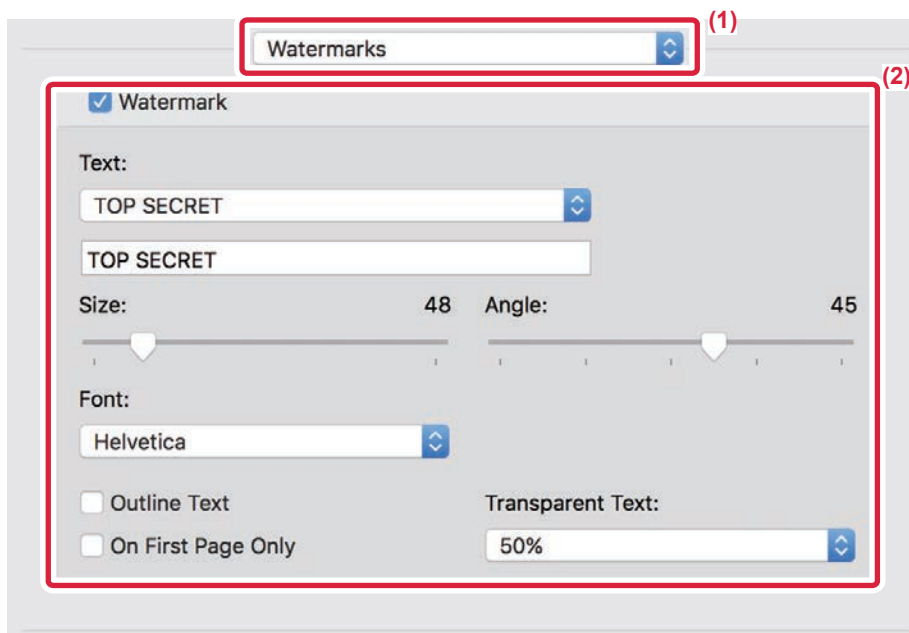 (1)
Watermarks
(2)
Watermark
Text:
TOP SECRET
TOP SECRET
Size: 48 Angle: 45
Font:
Helvetica
Outline Text Transparent Text:
On First Page Only 50%